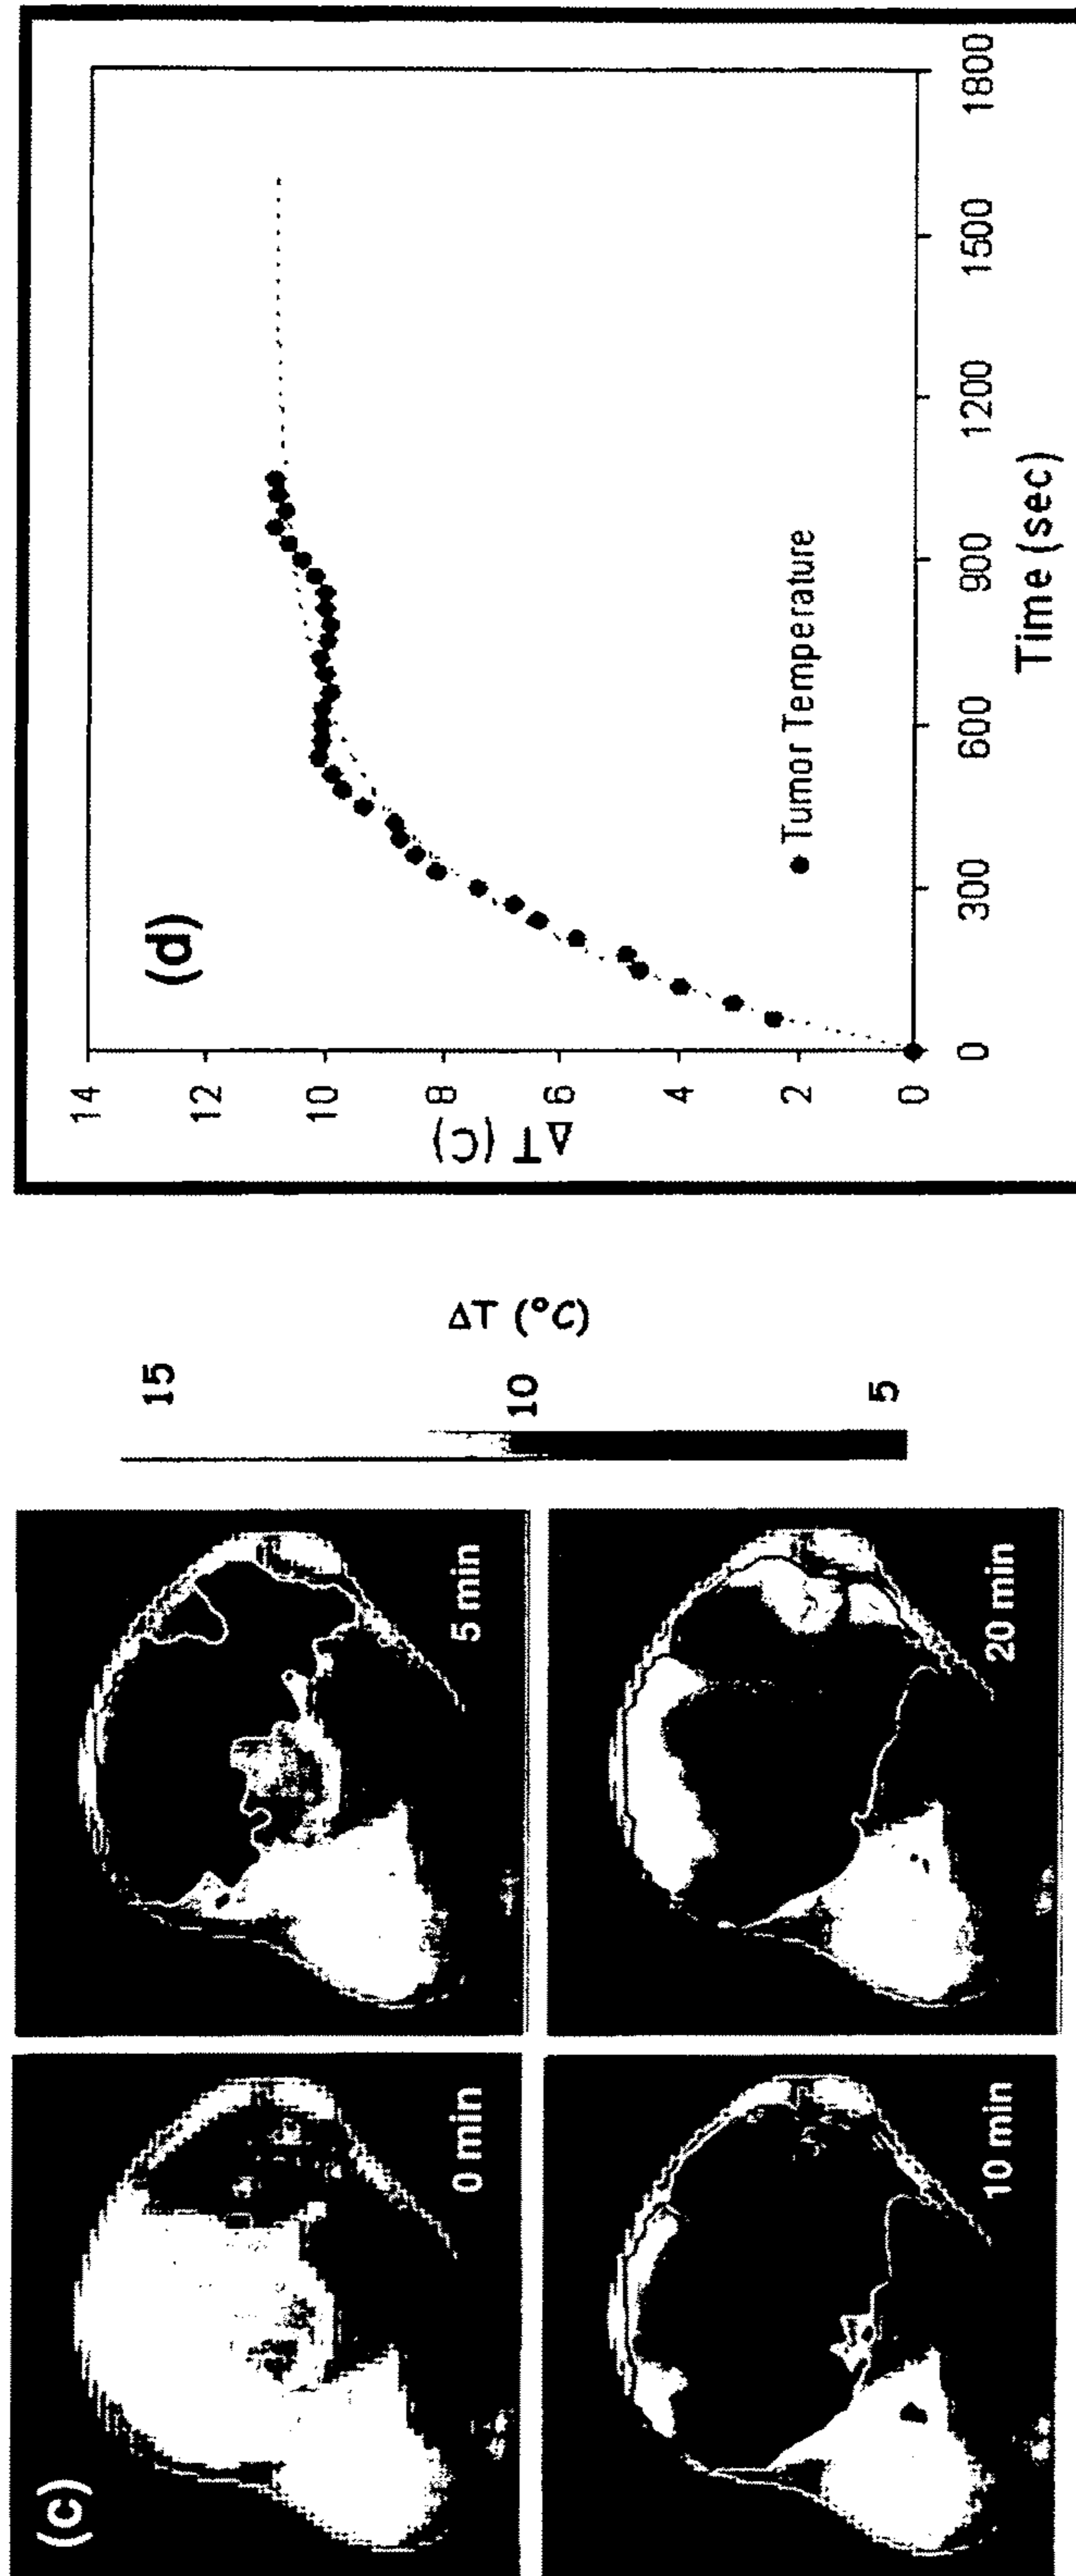 (c)
0 min
5 min
10 min
20 min
15
10
5
ΔT (°C)
(d)
14
12
10
8
6
4
2
0
ΔT (C)
Tumor Temperature
0 300 600 900 1200 1500 1800
Time (sec)